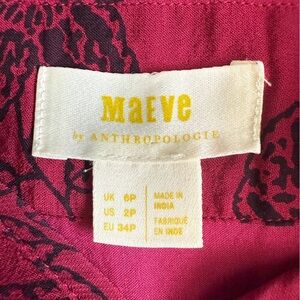 MAEVE
by ANTHROPOLOGIE
UK 6P
US 2P
EU 34P
MADE IN
INDIA
FABRIQUÉ
EN INDE